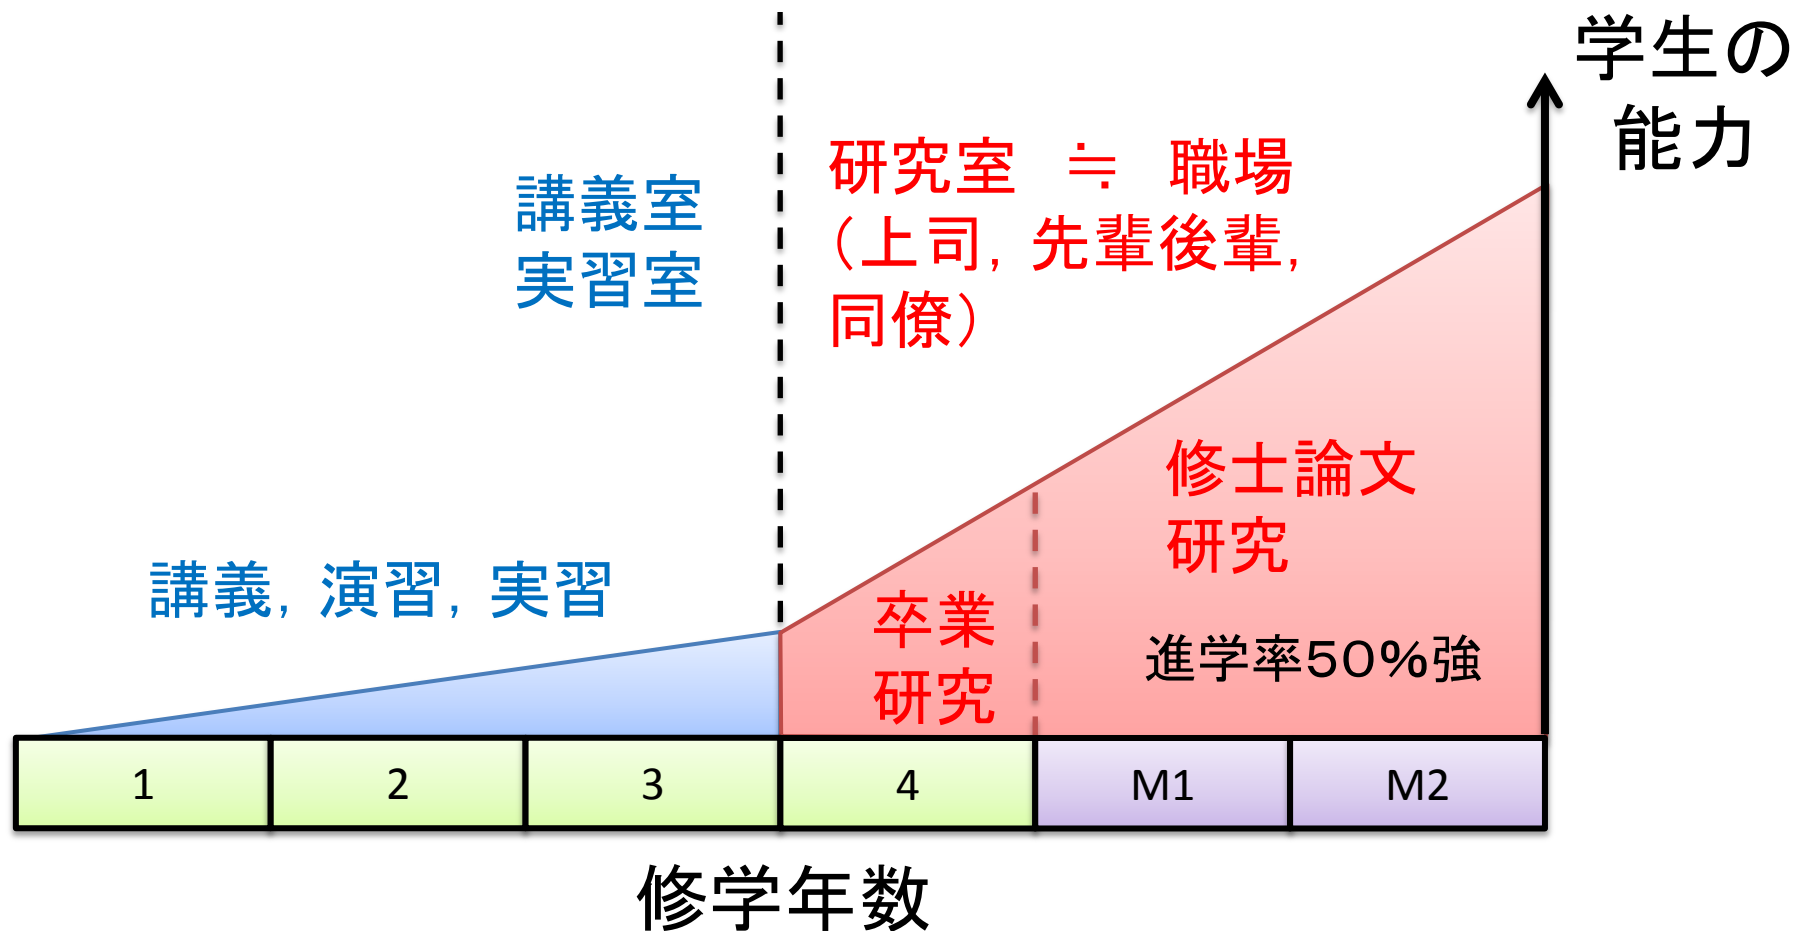 学生の
能力
講義室
実習室
研究室　≒　職場
（上司，先輩後輩，
同僚）
講義，演習，実習
卒業
研究
修士論文
研究
進学率50%強
1
2
3
4
M1
M2
修学年数